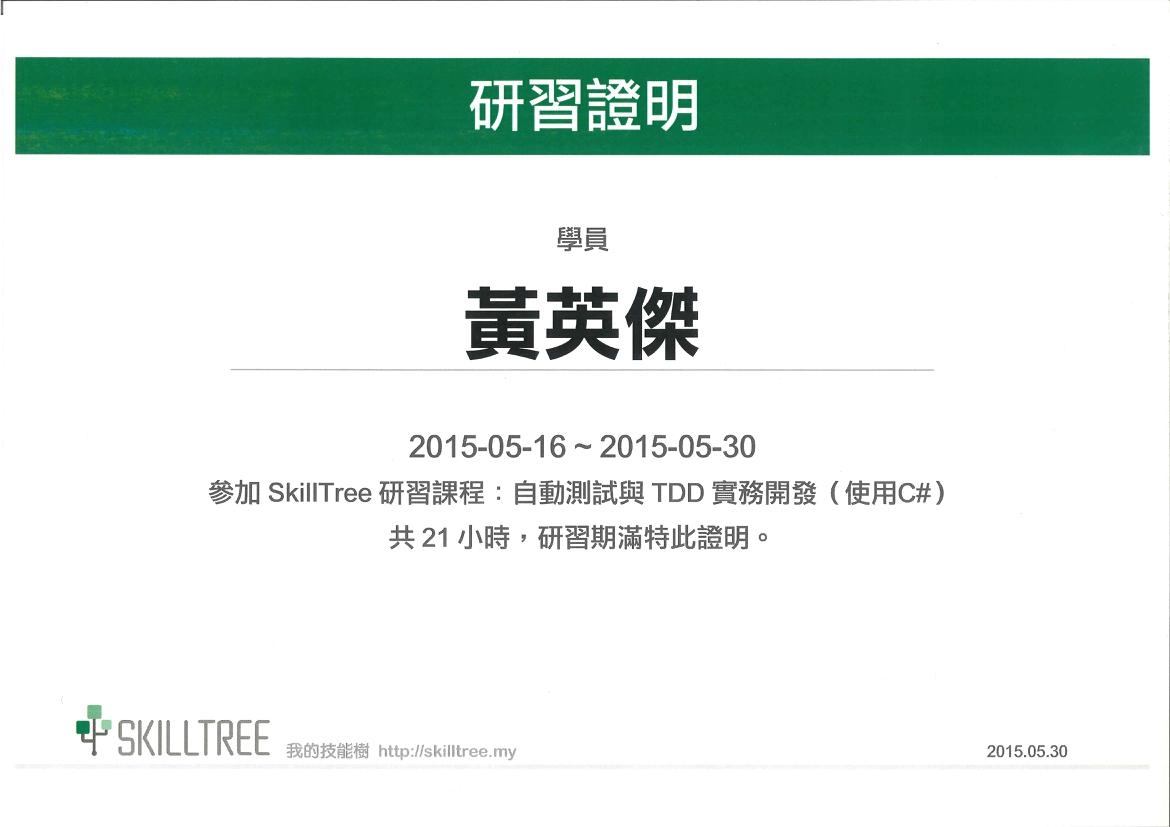 研習證明
學員
黃英傑
2015-05-16 ~ 2015-05-30
參加 SkillTree 研習課程：自動測試與 TDD 實務開發（使用C#）
共 21 小時，研習期滿特此證明。
SKILLTREE 我的技能樹 http://skilltree.my
2015.05.30